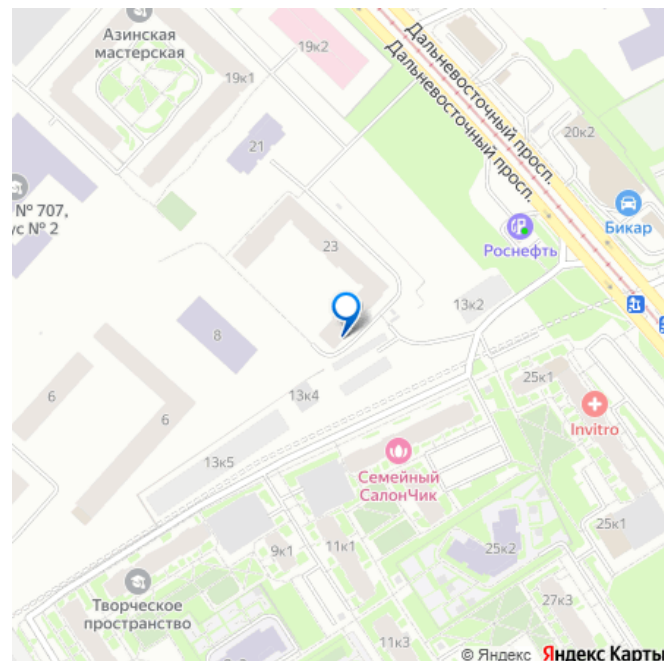 Азинская
мастерская
19к2
19к1
Дальневосточный просп.
Дальневосточный просп.
20к2
21
№ 707,
ус № 2
23
Роснефть
Бикар
13к2
8
6
6
13к4
25к1
Invitro
13к5
Семейный
СалонЧик
9к1
11к1
25к2
25к1
Творческое
пространство
27к3
11к3
© Яндекс Яндекс Карты